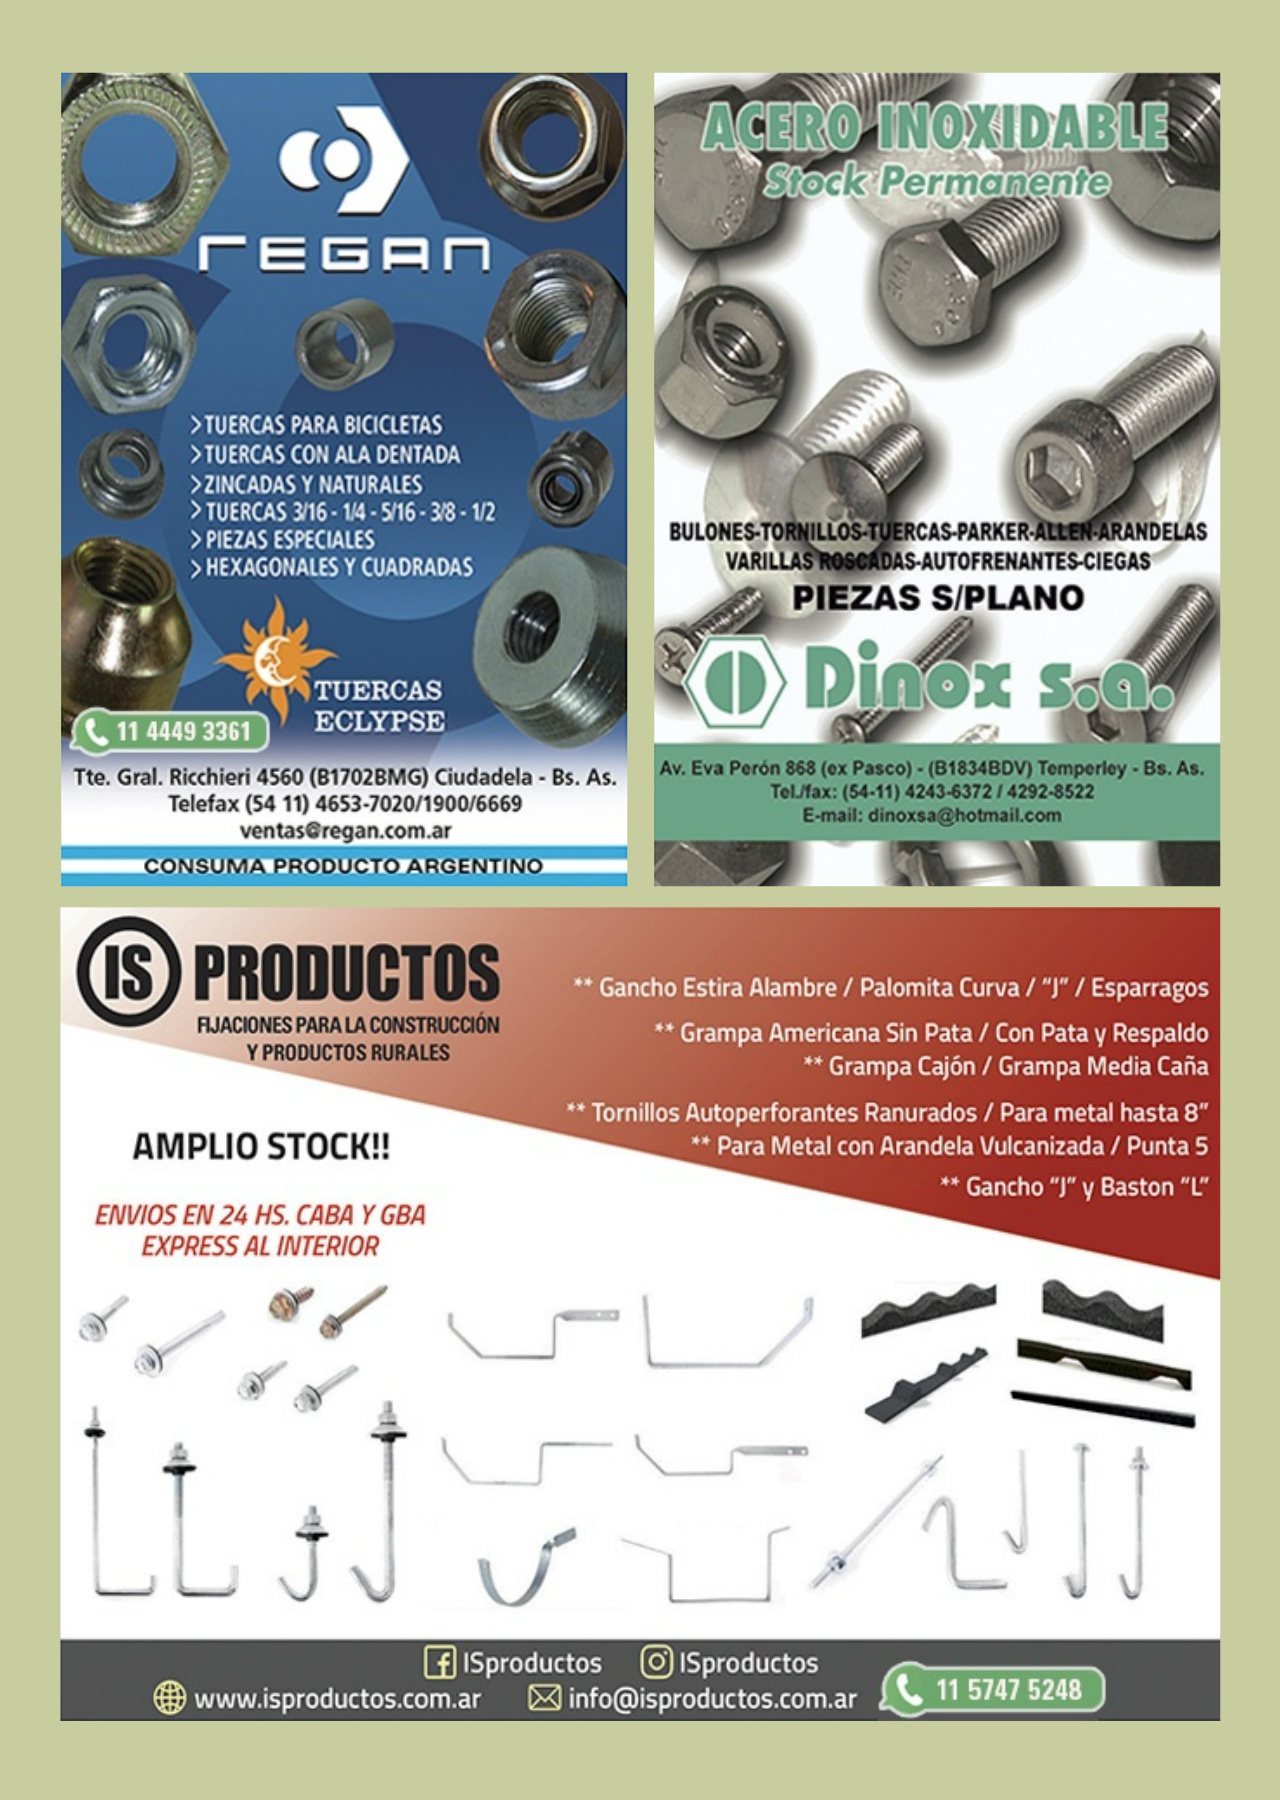 REGAN
>TUERCAS PARA BICICLETAS
>TUERCAS CON ALA DENTADA
>ZINCADAS Y NATURALES
>TUERCAS 3/16 - 1/4 - 5/16 - 3/8 - 1/2
>PIEZAS ESPECIALES
>HEXAGONALES Y CUADRADAS
TUERCAS
ECLYPSE
11 4449 3361
Tte. Gral. Ricchieri 4560 (B1702BMG) Ciudadela - Bs. As.
Telefax (54 11) 4653-7020/1900/6669
ventas@regan.com.ar
CONSUMA PRODUCTO ARGENTINO
ACERO INOXIDABLE
Stock Permanente
BULONES-TORNILLOS-TUERCAS-PARKER-ALLEN-ARANDELAS
VARILLAS ROSCADAS-AUTOFRENANTES-CIEGAS
PIEZAS S/PLANO
Dinox s.a.
Av. Eva Perón 868 (ex Pasco) - (B1834BDV) Temperley - Bs. As.
Tel./fax: (54-11) 4243-6372 / 4292-8522
E-mail: dinoxsa@hotmail.com
IS PRODUCTOS
FIJACIONES PARA LA CONSTRUCCIÓN
Y PRODUCTOS RURALES
** Gancho Estira Alambre / Palomita Curva / “J” / Esparragos
** Grampa Americana Sin Pata / Con Pata y Respaldo
** Grampa Cajón / Grampa Media Caña
** Tornillos Autoperforantes Ranurados / Para metal hasta 8”
** Para Metal con Arandela Vulcanizada / Punta 5
** Gancho “J” y Baston “L”
AMPLIO STOCK!!
ENVIOS EN 24 HS. CABA Y GBA
EXPRESS AL INTERIOR
ISproductos ISproductos
www.isproductos.com.ar info@isproductos.com.ar 11 5747 5248